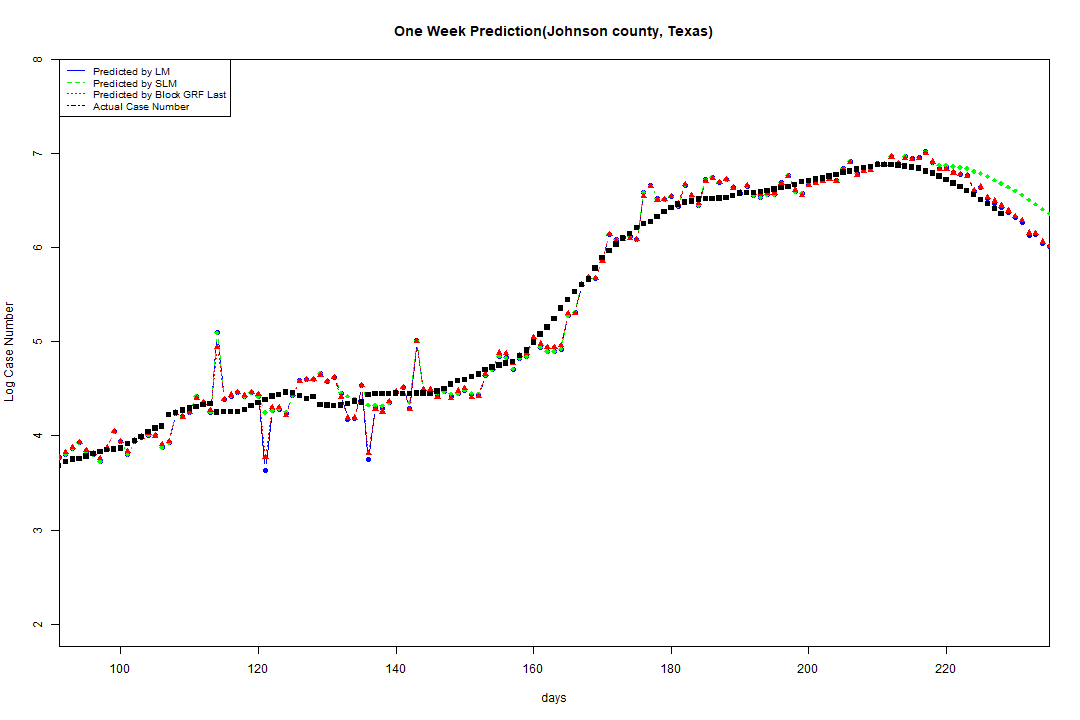 One Week Prediction(Johnson county, Texas)
8
Predicted by LM
Predicted by SLM
Predicted by Block GRF Last
Actual Case Number
7
6
5
4
3
2
Log Case Number
100 120 140 160 180 200 220
days